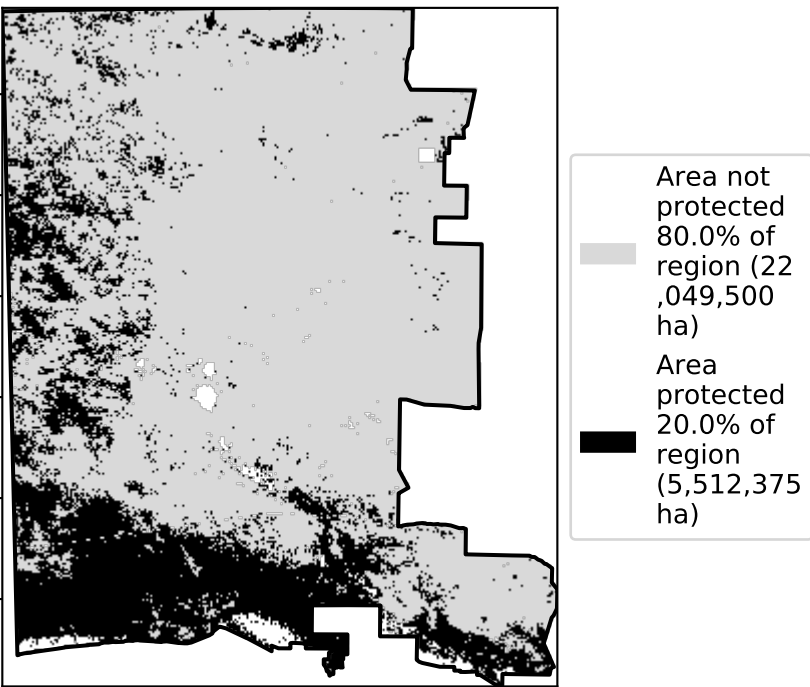 Area not
protected
80.0% of
region (22
,049,500
ha)
Area
protected
20.0% of
region
(5,512,375
ha)